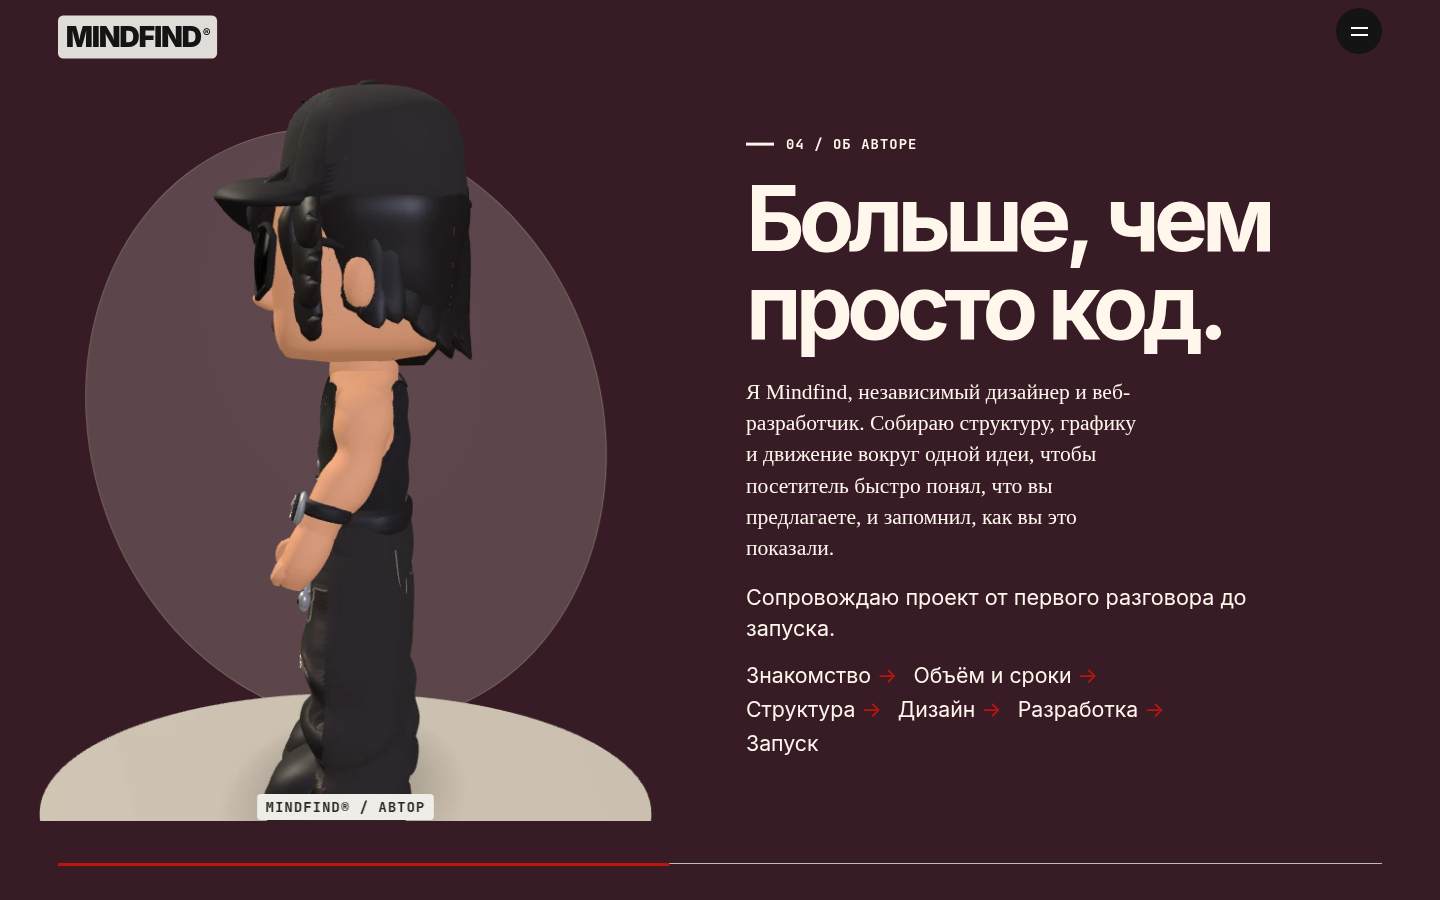 MINDFIND®
04 / ОБ АВТОРЕ
Больше, чем
просто код.
Я Mindfind, независимый дизайнер и веб-
разработчик. Собираю структуру, графику
и движение вокруг одной идеи, чтобы
посетитель быстро понял, что вы
предлагаете, и запомнил, как вы это
показали.
Сопровождаю проект от первого разговора до
запуска.
Знакомство → Объём и сроки →
Структура → Дизайн → Разработка →
Запуск
MINDFIND® / АВТОР